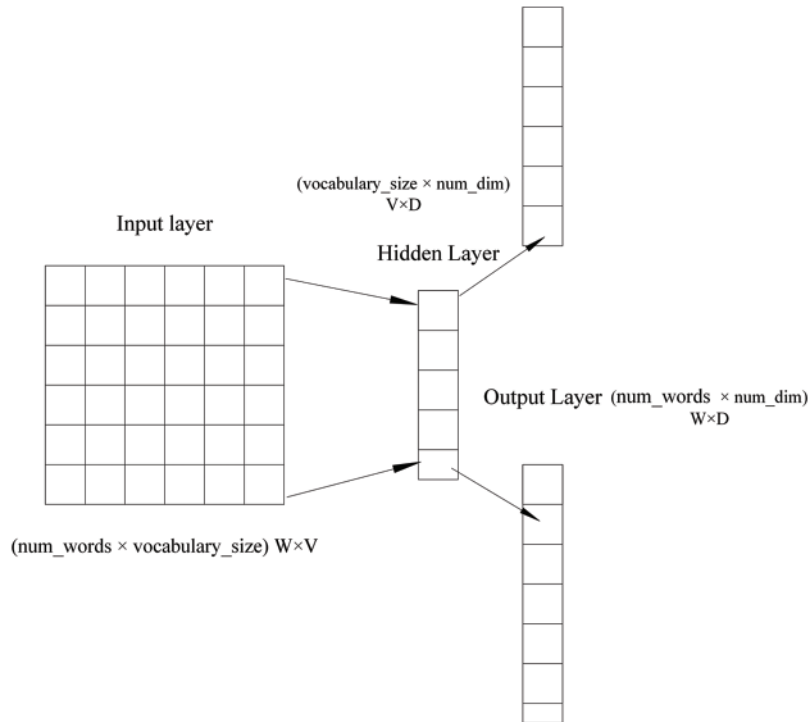 (vocabulary_size × num_dim)
V×D
Input layer
Hidden Layer
Output Layer (num_words × num_dim)
W×D
(num_words × vocabulary_size) W×V